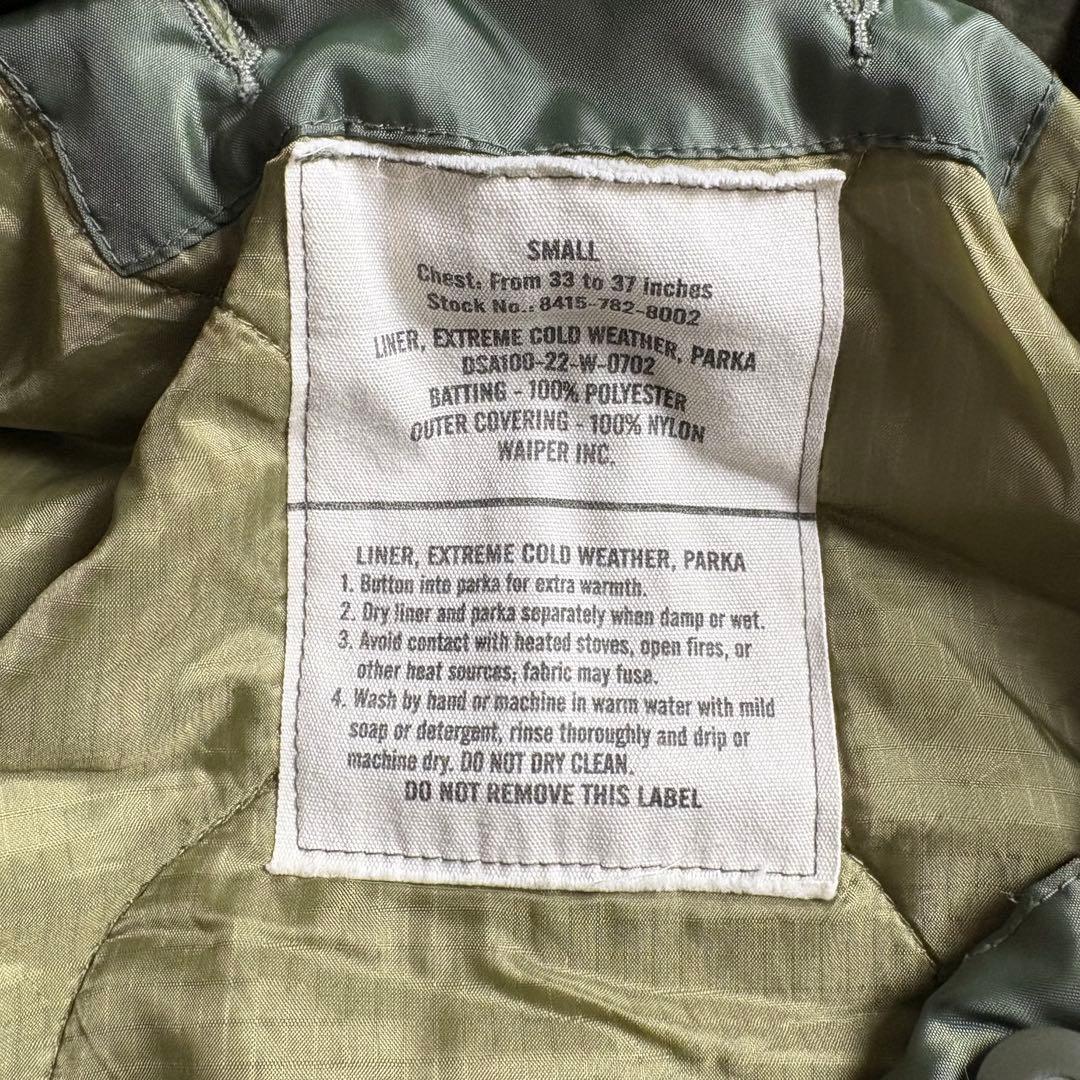 SMALL
Chest. From 33 to 37 inches
Stock No.: 8415-782-8002
LINER, EXTREME COLD WEATHER, PARKA
DSA100-22-W-0702
BATTING - 100% POLYESTER
OUTER COVERING - 100% NYLON
WAIPER INC.
LINER, EXTREME COLD WEATHER, PARKA
1. Button into parka for extra warmth.
2. Dry liner and parka separately when damp or wet.
3. Avoid contact with heated stoves, open fires, or
other heat sources; fabric may fuse.
4. Wash by hand or machine in warm water with mild
soap or detergent, rinse thoroughly and drip or
machine dry. DO NOT DRY CLEAN.
DO NOT REMOVE THIS LABEL